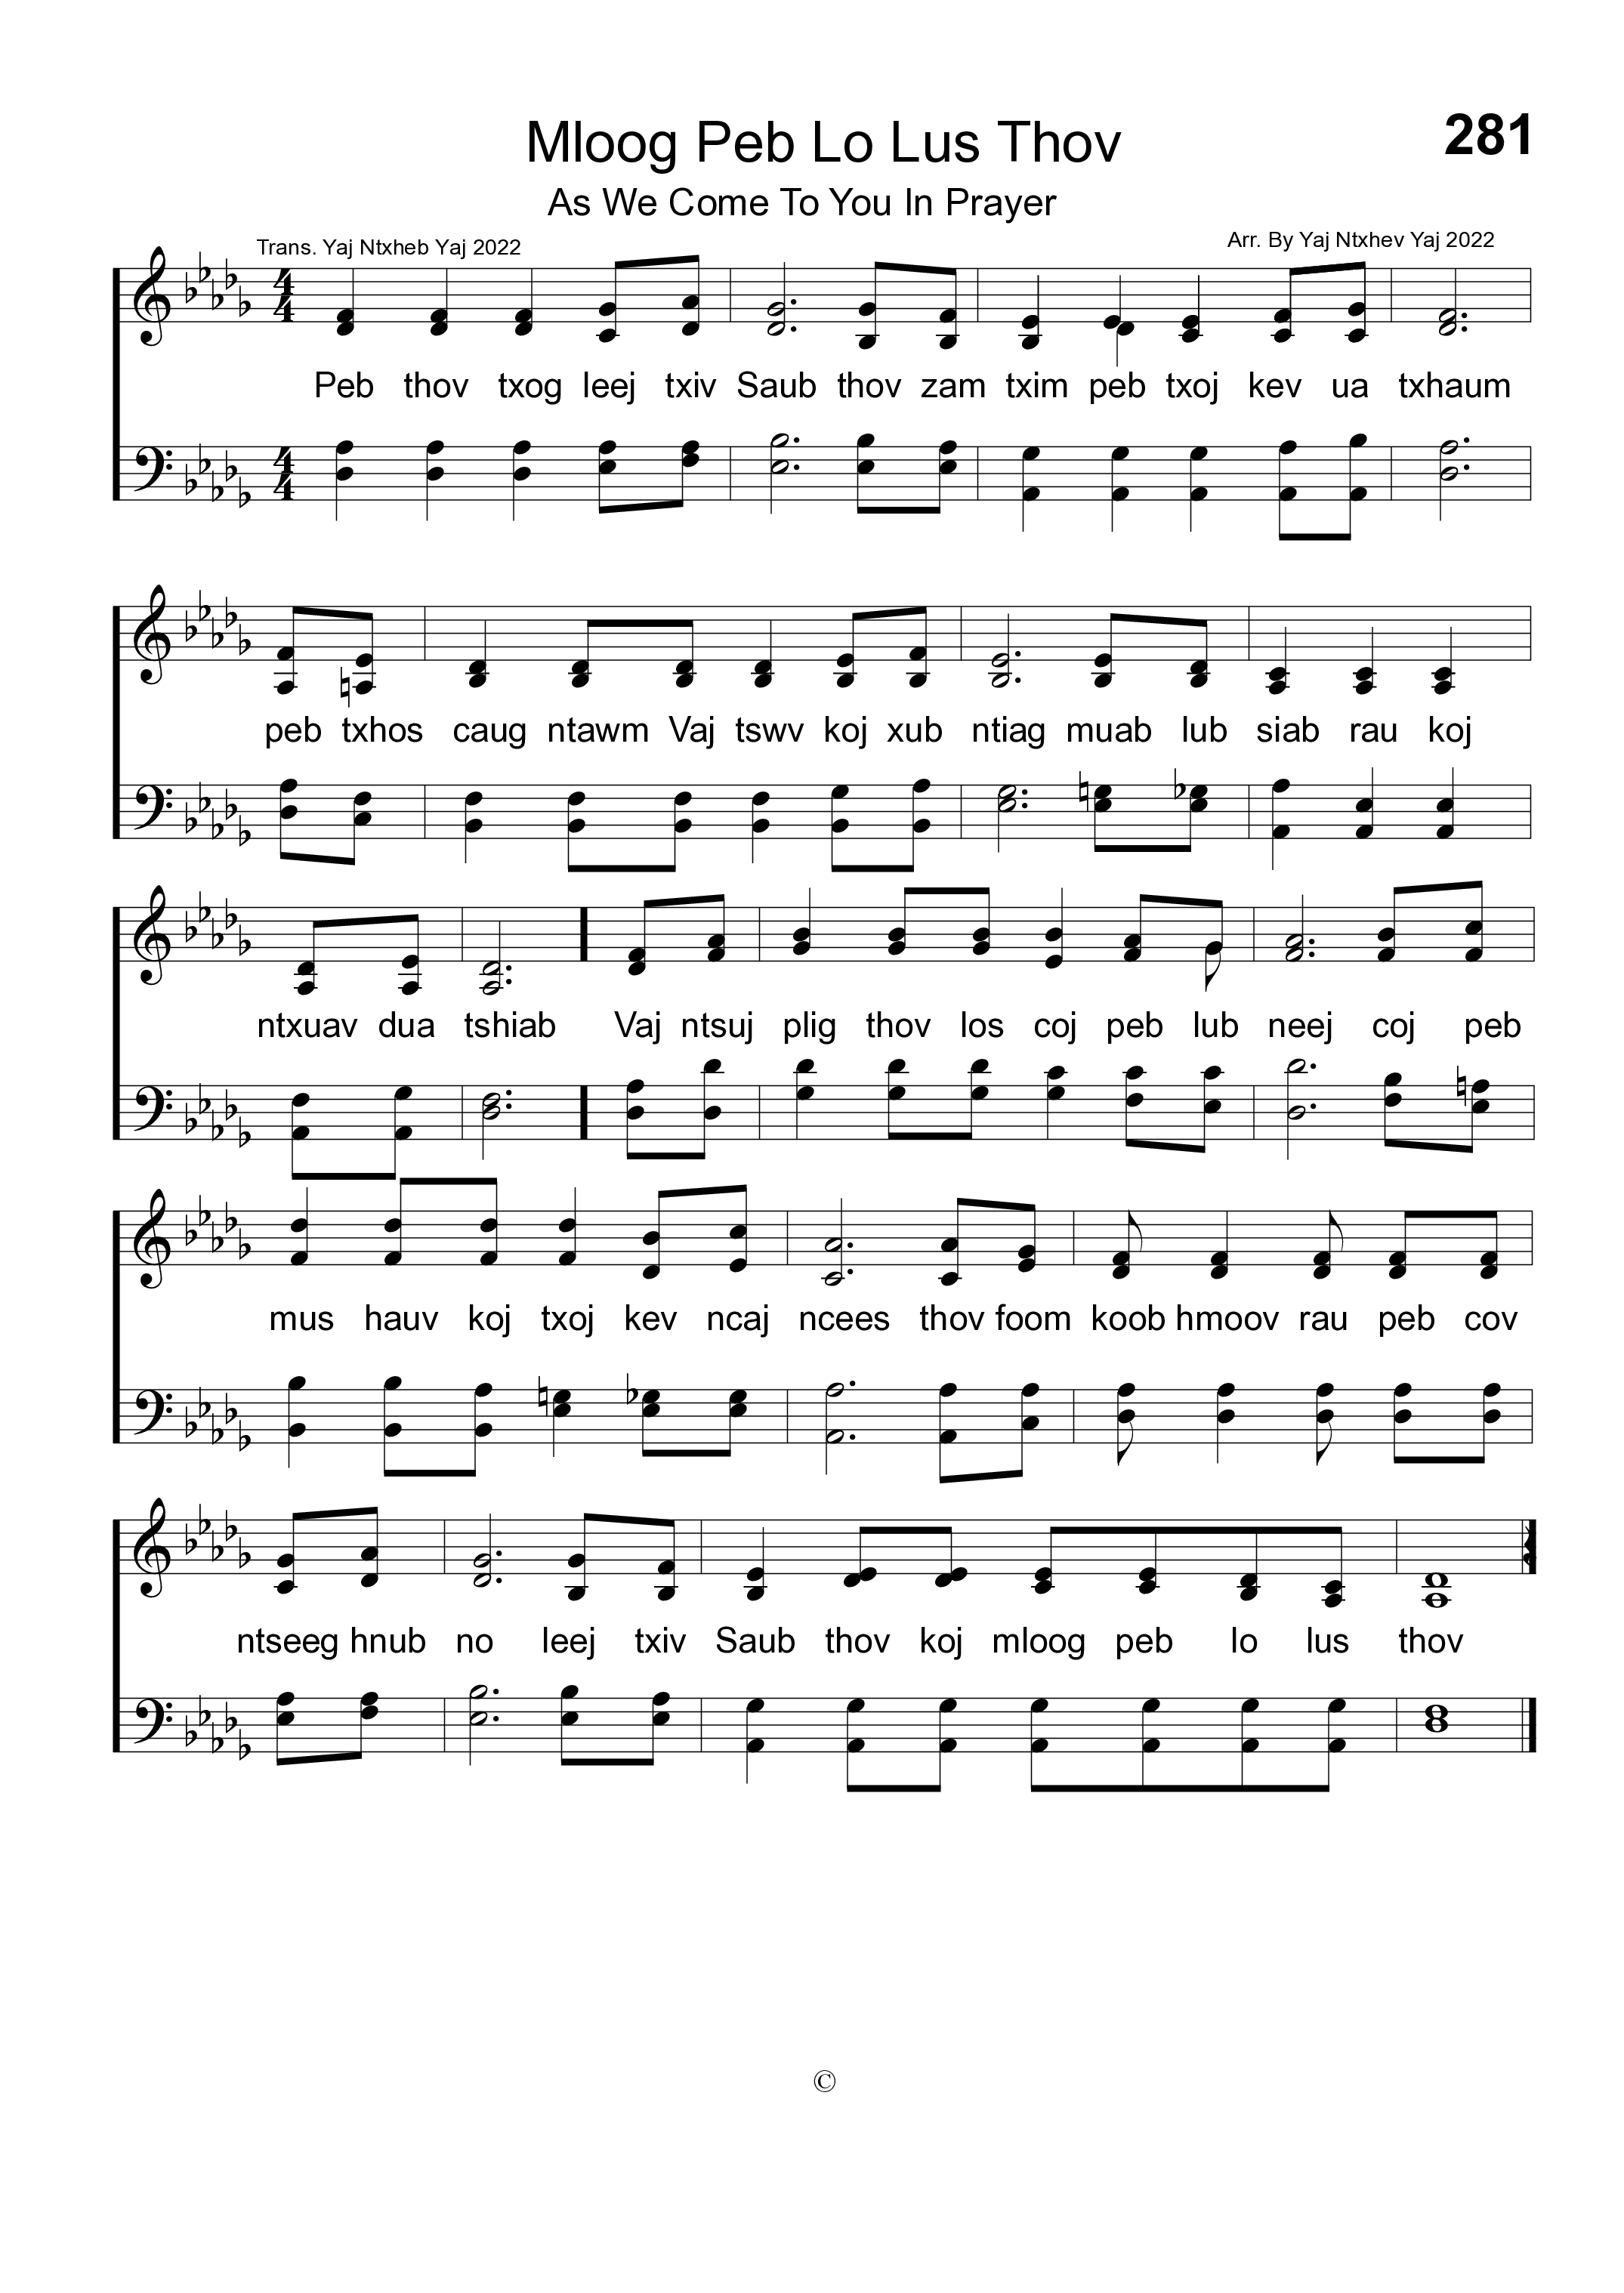 Mloog Peb Lo Lus Thov
281
As We Come To You In Prayer
Trans. Yaj Ntxheb Yaj 2022
Arr. By Yaj Ntxhev Yaj 2022
Peb thov txog leej txiv Saub thov zam txim peb txoj kev ua txhaum
peb txhos caug ntawm Vaj tswv koj xub ntiag muab lub siab rau koj
ntxuav dua tshiab Vaj ntsuj plig thov los coj peb lub neej coj peb
mus hauv koj txoj kev ncaj ncees thov foom koob hmoov rau peb cov
ntseeg hnub no leej txiv Saub thov koj mloog peb lo lus thov
©